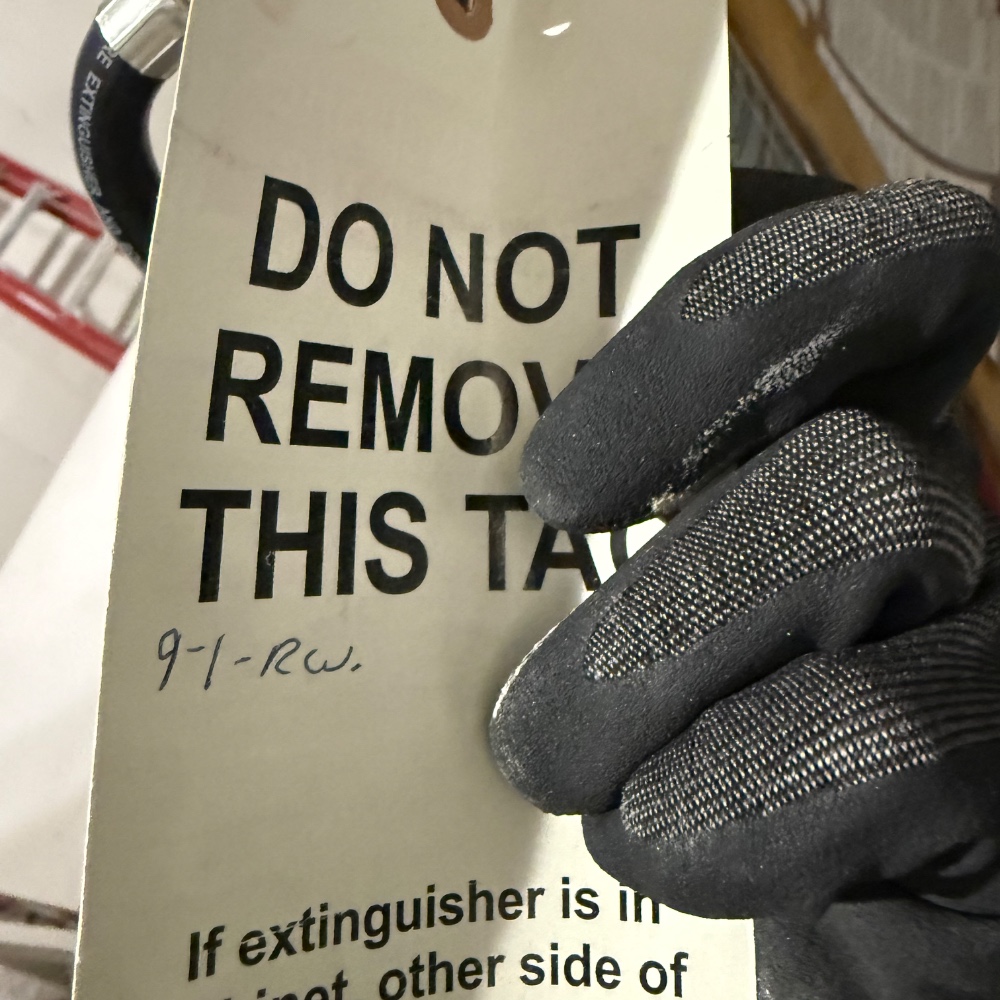 EXTINGUISHER
DO NOT
REMOV
THIS TA
9-1-RW.
If extinguisher is in
other side of